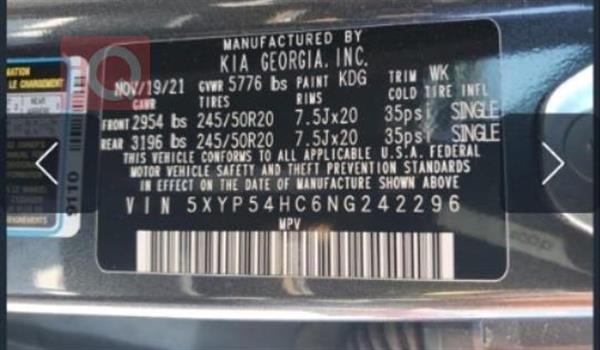 MANUFACTURED BY
KIA GEORGIA, INC.
NOV/19/21 GVWR 5776 lbs PAINT KDG TRIM WK
GAWR TIRES RIMS COLD TIRE INFL
FRONT 2954 lbs 245/50R20 7.5Jx20 35psi SINGLE
REAR 3196 lbs 245/50R20 7.5Jx20 35psi SINGLE
THIS VEHICLE CONFORMS TO ALL APPLICABLE U.S.A. FEDERAL
MOTOR VEHICLE SAFETY AND THEFT PREVENTION STANDARDS
IN EFFECT ON THE DATE OF MANUFACTURE SHOWN ABOVE
VIN 5XYP54HC6NG242296
MPV
9110
LE CHARGEMENT